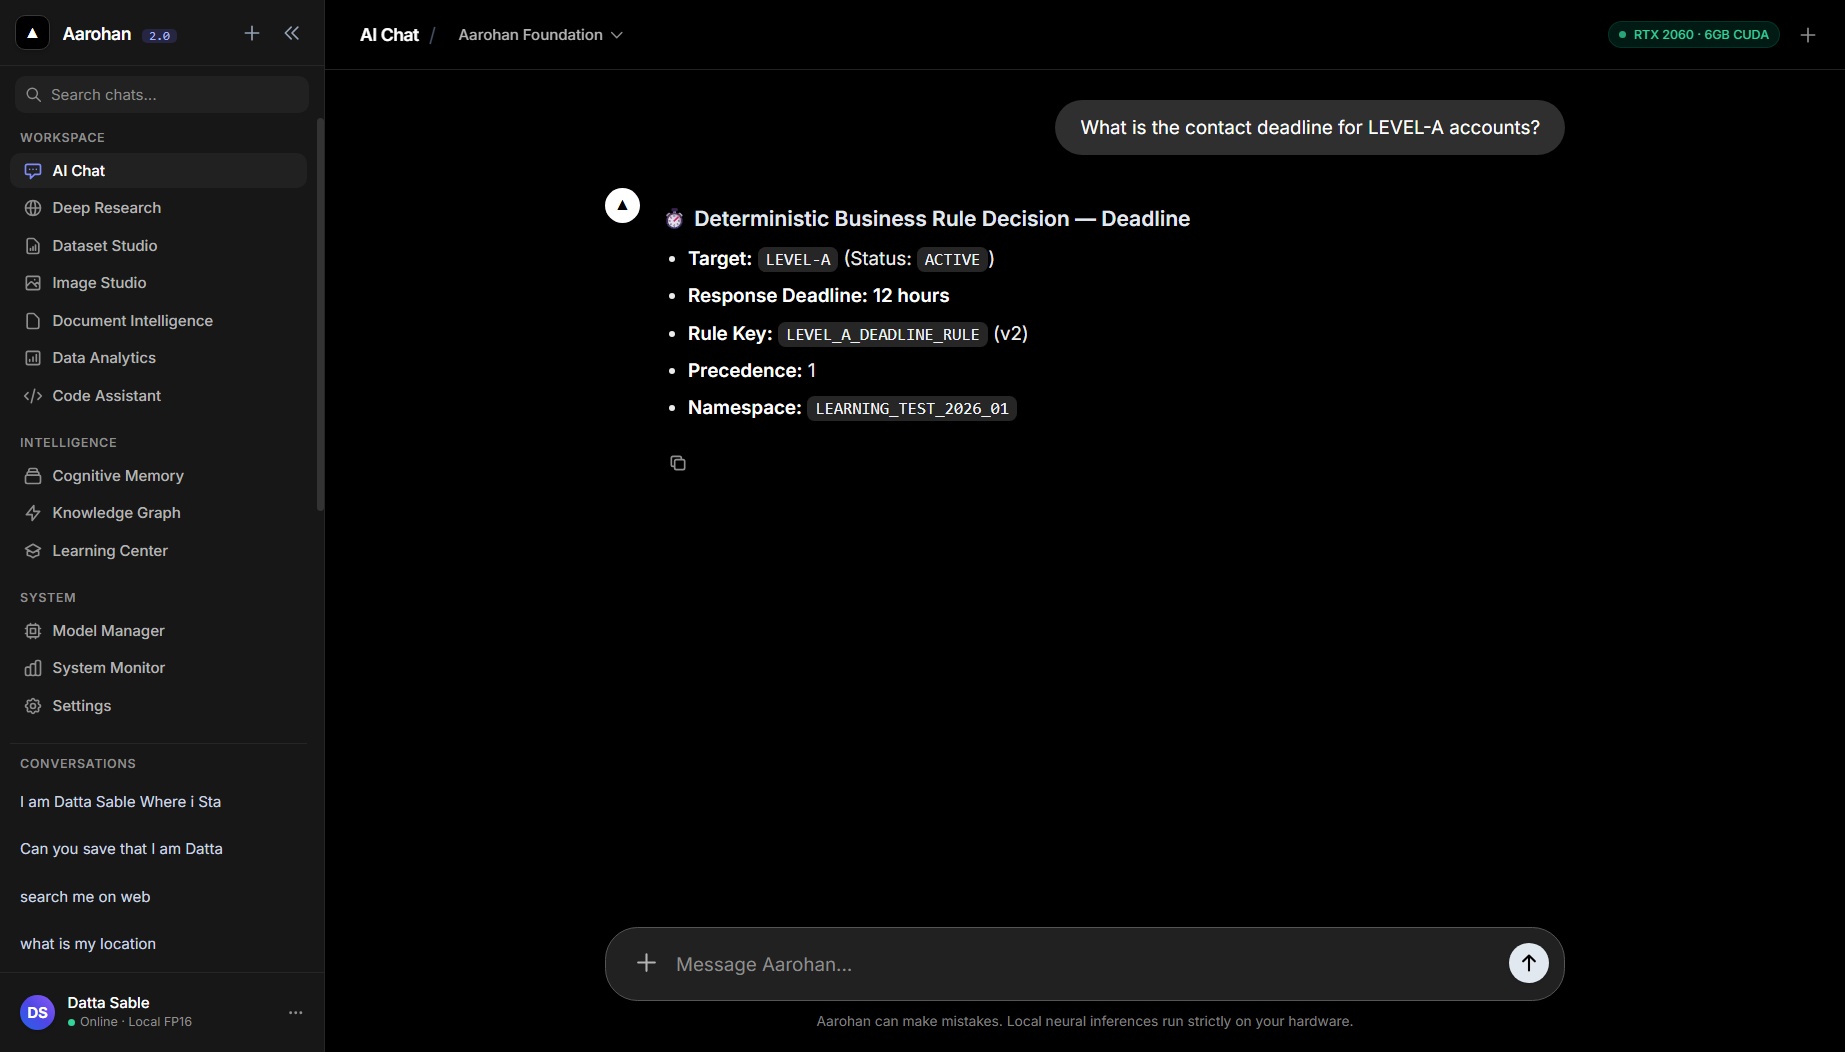 Aarohan 2.0
Search chats...
WORKSPACE
AI Chat
Deep Research
Dataset Studio
Image Studio
Document Intelligence
Data Analytics
Code Assistant
INTELLIGENCE
Cognitive Memory
Knowledge Graph
Learning Center
SYSTEM
Model Manager
System Monitor
Settings
CONVERSATIONS
I am Datta Sable Where i Sta
Can you save that I am Datta
search me on web
what is my location
DS
Datta Sable
Online · Local FP16
AI Chat / Aarohan Foundation
RTX 2060 · 6GB CUDA
What is the contact deadline for LEVEL-A accounts?
Deterministic Business Rule Decision — Deadline
• Target: LEVEL-A (Status: ACTIVE)
• Response Deadline: 12 hours
• Rule Key: LEVEL_A_DEADLINE_RULE (v2)
• Precedence: 1
• Namespace: LEARNING_TEST_2026_01
Message Aarohan...
Aarohan can make mistakes. Local neural inferences run strictly on your hardware.